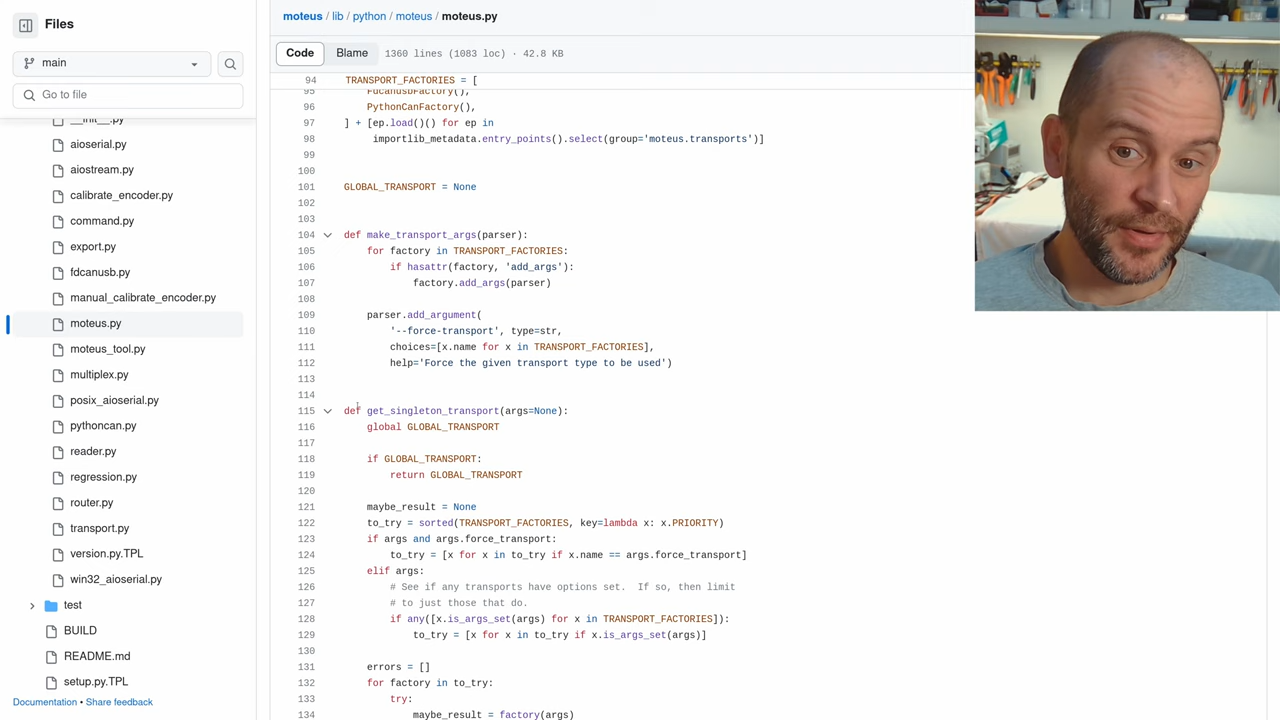 Files
main
Go to file
__init__.py
aioserial.py
aiostream.py
calibrate_encoder.py
command.py
export.py
fdcanusb.py
manual_calibrate_encoder.py
moteus.py
moteus_tool.py
multiplex.py
posix_aioserial.py
pythoncan.py
reader.py
regression.py
router.py
transport.py
version.py.TPL
win32_aioserial.py
test
BUILD
README.md
setup.py.TPL
Documentation • Share feedback
moteus / lib / python / moteus / moteus.py
Code Blame 1360 lines (1083 loc) · 42.8 KB
94 TRANSPORT_FACTORIES = [
95 FdcanusbFactory(),
96 PythonCanFactory(),
97 ] + [ep.load()() for ep in
98 importlib_metadata.entry_points().select(group='moteus.transports')]
99
100
101 GLOBAL_TRANSPORT = None
102
103
104 def make_transport_args(parser):
105 for factory in TRANSPORT_FACTORIES:
106 if hasattr(factory, 'add_args'):
107 factory.add_args(parser)
108
109 parser.add_argument(
110 '--force-transport', type=str,
111 choices=[x.name for x in TRANSPORT_FACTORIES],
112 help='Force the given transport type to be used')
113
114
115 def get_singleton_transport(args=None):
116 global GLOBAL_TRANSPORT
117
118 if GLOBAL_TRANSPORT:
119 return GLOBAL_TRANSPORT
120
121 maybe_result = None
122 to_try = sorted(TRANSPORT_FACTORIES, key=lambda x: x.PRIORITY)
123 if args and args.force_transport:
124 to_try = [x for x in to_try if x.name == args.force_transport]
125 elif args:
126 # See if any transports have options set.  If so, then limit
127 # to just those that do.
128 if any([x.is_args_set(args) for x in TRANSPORT_FACTORIES]):
129 to_try = [x for x in to_try if x.is_args_set(args)]
130
131 errors = []
132 for factory in to_try:
133 try:
134 maybe_result = factory(args)